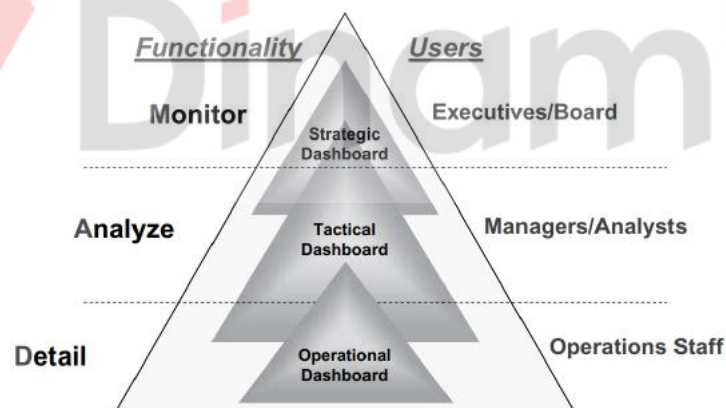 Dinam
Functionality
Users
Monitor
Executives/Board
Strategic
Dashboard
Analyze
Managers/Analysts
Tactical
Dashboard
Detail
Operations Staff
Operational
Dashboard